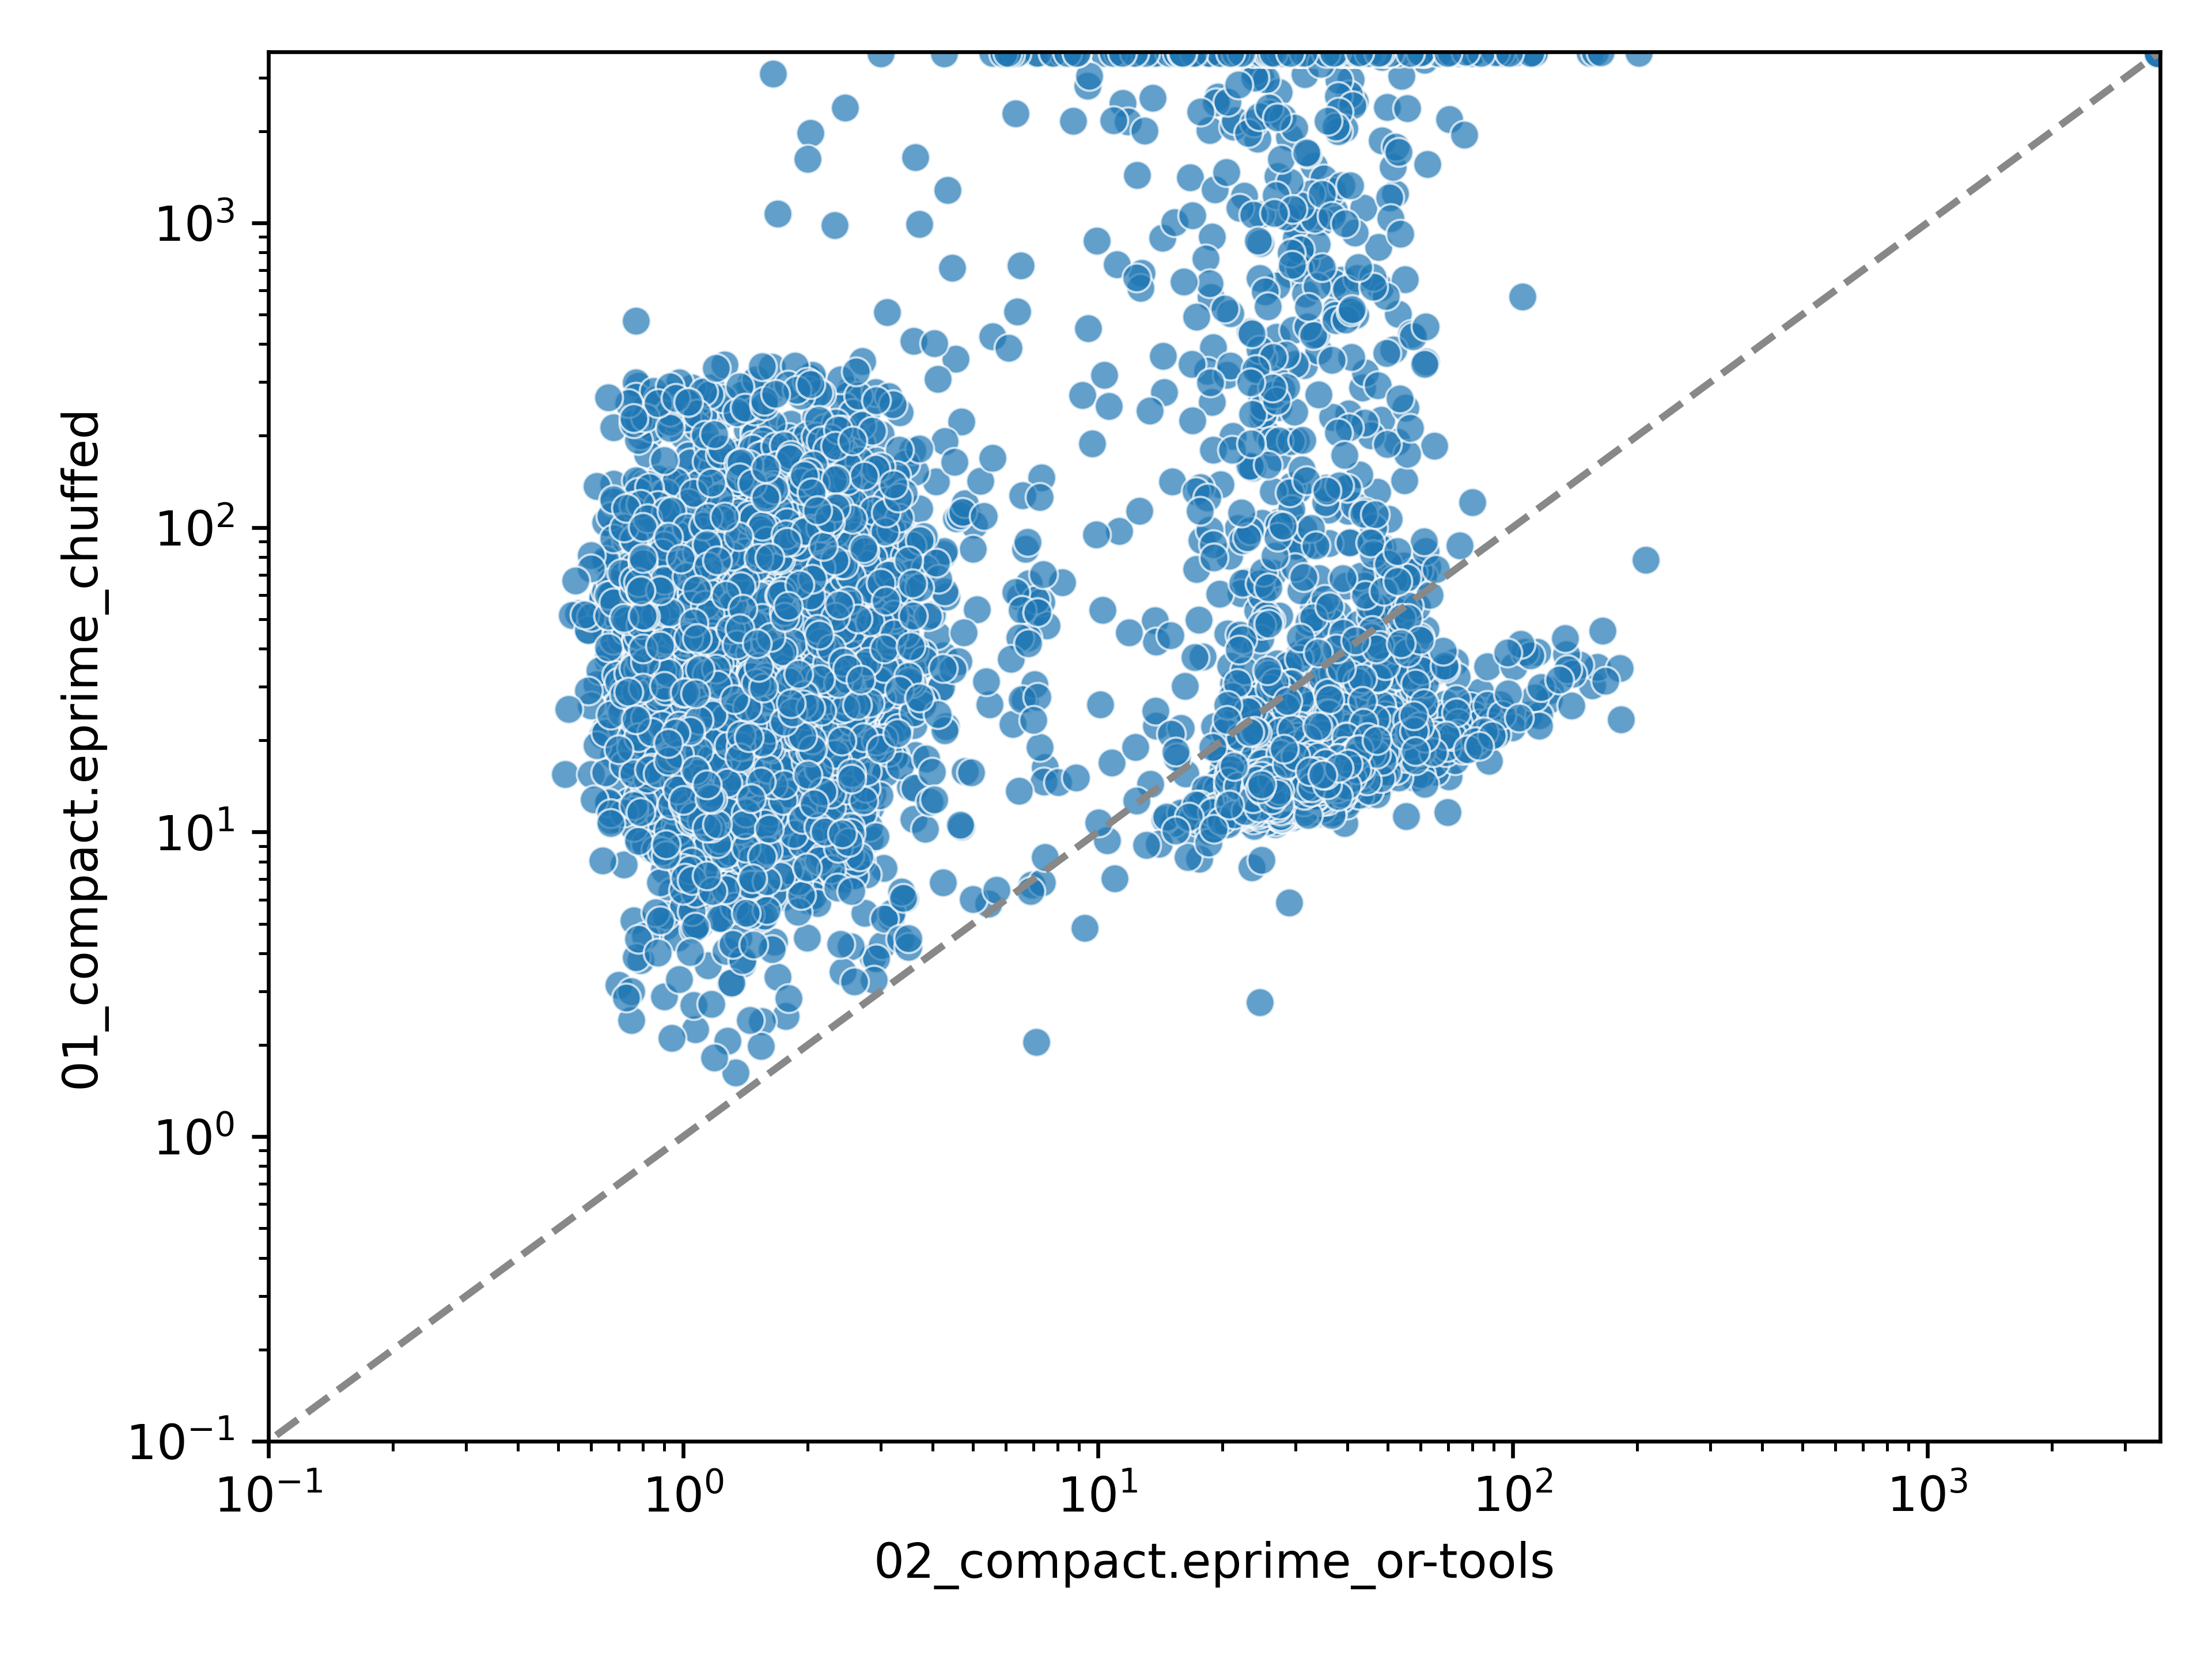 10³
10²
10¹
10⁰
10⁻¹
01_compact.eprime_chuffed
10⁻¹ 10⁰ 10¹ 10² 10³
02_compact.eprime_or-tools